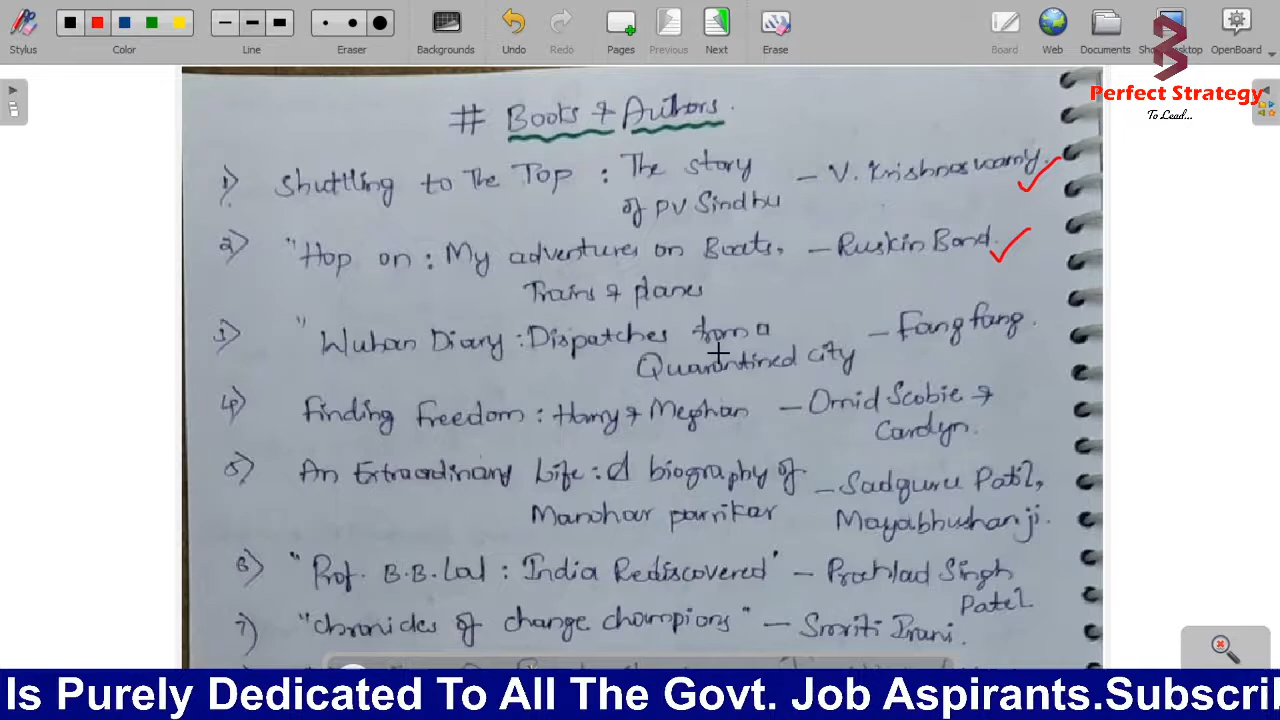 Stylus
Color
Line
Eraser
Backgrounds
Undo
Redo
Pages
Previous
Next
Erase
Board
Web
Documents
Show Desktop
OpenBoard
Perfect Strategy
To Lead...
# Books & Authors.
1) Shuttling to The Top : The story of PV Sindhu - V. Krishnaswamy.
2) "Hop on : My adventures on Boats, Trains & planes - Ruskin Bond.
3) "Wuhan Diary : Dispatches from a Quarantined city - Fang fang.
4) Finding Freedom : Harry & Meghan - Omid Scobie & Carolyn.
5) An Extraordinary Life : A biography of Manohar parrikar - Sadguru Patil, Mayabhushan ji.
6) "Prof. B.B.Lal : India Rediscovered" - Prahlad Singh Patel
7) "Chronicles of change champions" - Smriti Irani.
Is Purely Dedicated To All The Govt. Job Aspirants.Subscri